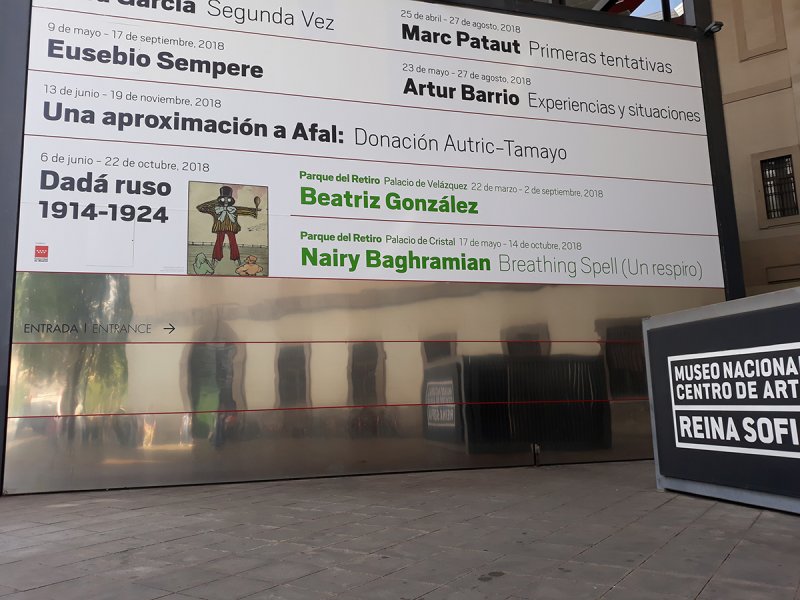 García Segunda Vez
9 de mayo - 17 de septiembre, 2018
Eusebio Sempere
25 de abril - 27 de agosto, 2018
Marc Pataut Primeras tentativas
23 de mayo - 27 de agosto, 2018
Artur Barrio Experiencias y situaciones
13 de junio - 19 de noviembre, 2018
Una aproximación a Afal: Donación Autric-Tamayo
6 de junio - 22 de octubre, 2018
Dadá ruso
1914-1924
Parque del Retiro Palacio de Velázquez 22 de marzo - 2 de septiembre, 2018
Beatriz González
Parque del Retiro Palacio de Cristal 17 de mayo - 14 de octubre, 2018
Nairy Baghramian Breathing Spell (Un respiro)
ENTRADA | ENTRANCE
MUSEO NACIONAL
CENTRO DE ART
REINA SOFI